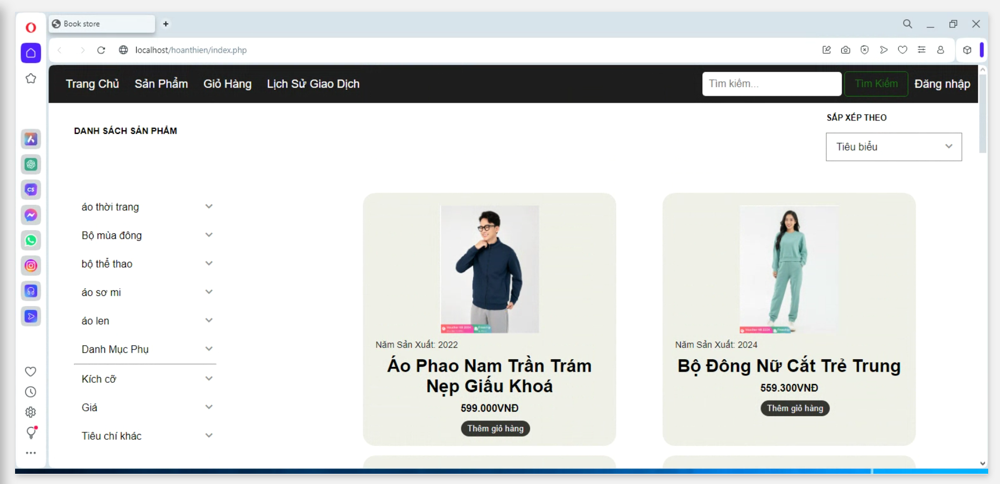 Book store
localhost/hoanthien/index.php
Trang Chủ Sản Phẩm Giỏ Hàng Lịch Sử Giao Dịch Tìm kiếm... Tìm Kiếm Đăng nhập
SẮP XẾP THEO
DANH SÁCH SẢN PHẨM
Tiêu biểu
áo thời trang
Bộ mùa đông
bộ thể thao
áo sơ mi
áo len
Danh Mục Phụ
Kích cỡ
Giá
Tiêu chí khác
Năm Sản Xuất: 2022
Áo Phao Nam Trần Trám
Nẹp Giấu Khoá
599.000VNĐ
Thêm giỏ hàng
Năm Sản Xuất: 2024
Bộ Đông Nữ Cắt Trẻ Trung
559.300VNĐ
Thêm giỏ hàng
CS